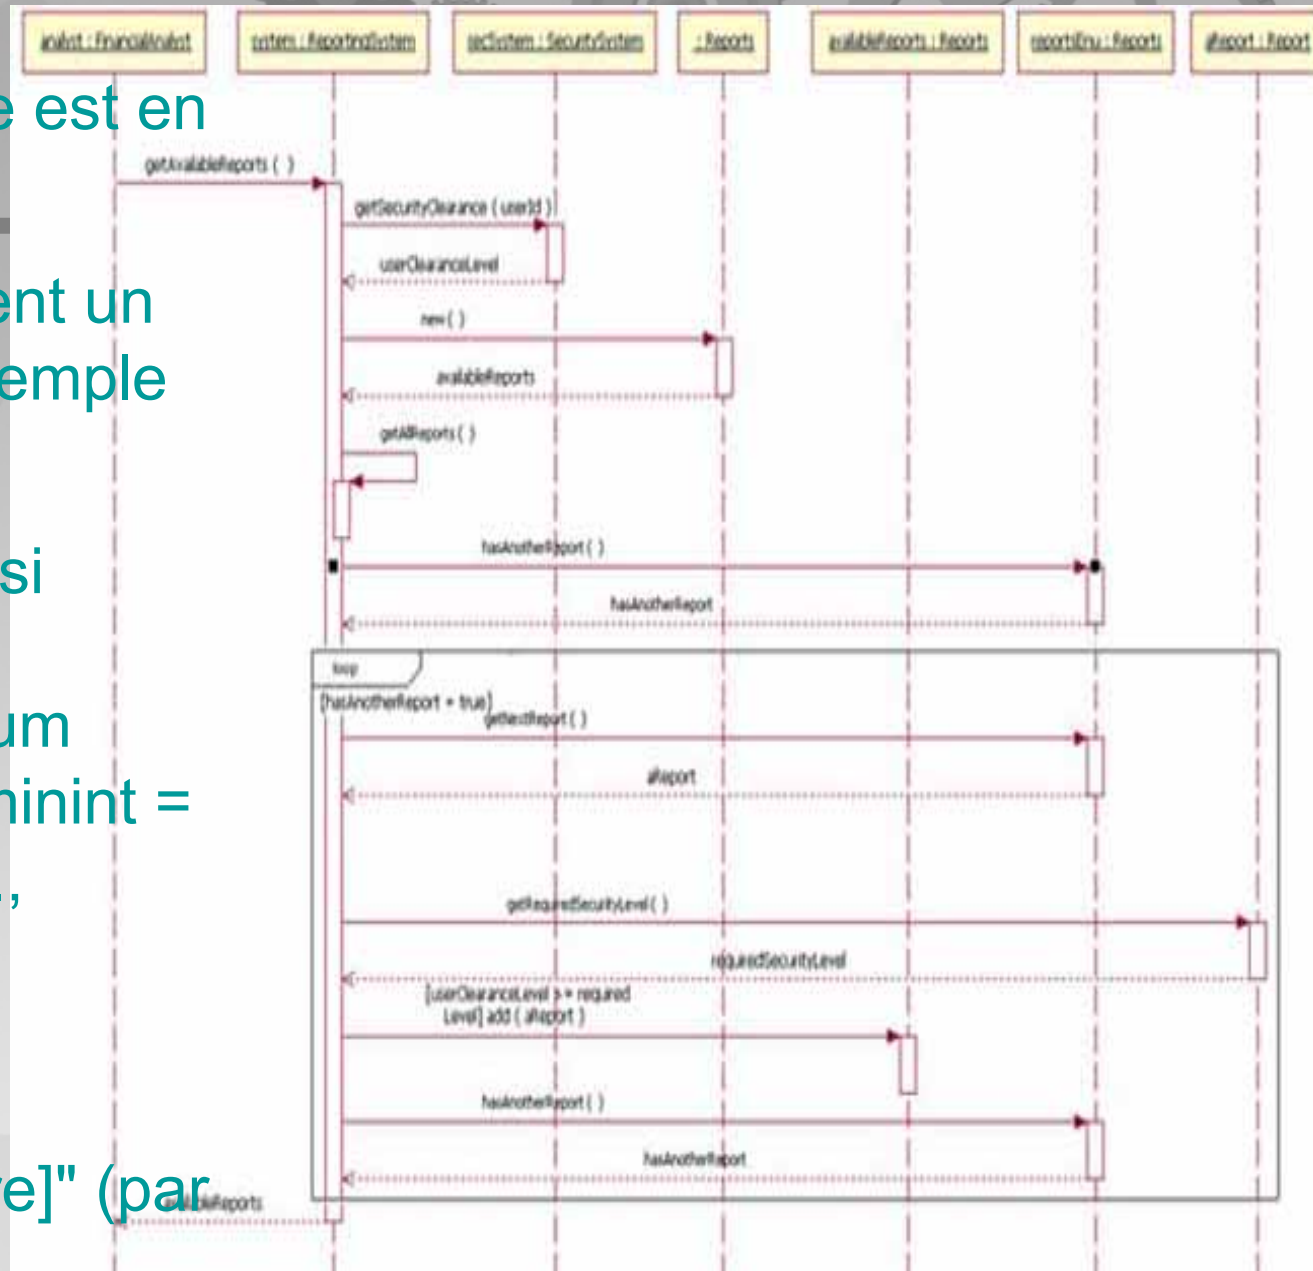 analyst : FinancialAnalyst
system : ReportingSystem
secSystem : SecuritySystem
: Reports
availableReports : Reports
reportsEnu : Reports
aReport : Report
e est en
getAvailableReports ( )
getSecurityClearance ( userId )
userClearanceLevel
ent un
new ( )
emple
availableReports
getAllReports ( )
hasAnotherReport ( )
si
hasAnotherReport
loop
[hasAnotherReport = true]
um
getNextReport ( )
aReport
minint =
.,
getRequiredSecurityLevel ( )
requiredSecurityLevel
[userClearanceLevel >= required
Level] add ( aReport )
hasAnotherReport ( )
hasAnotherReport
e]" (par
availableReports